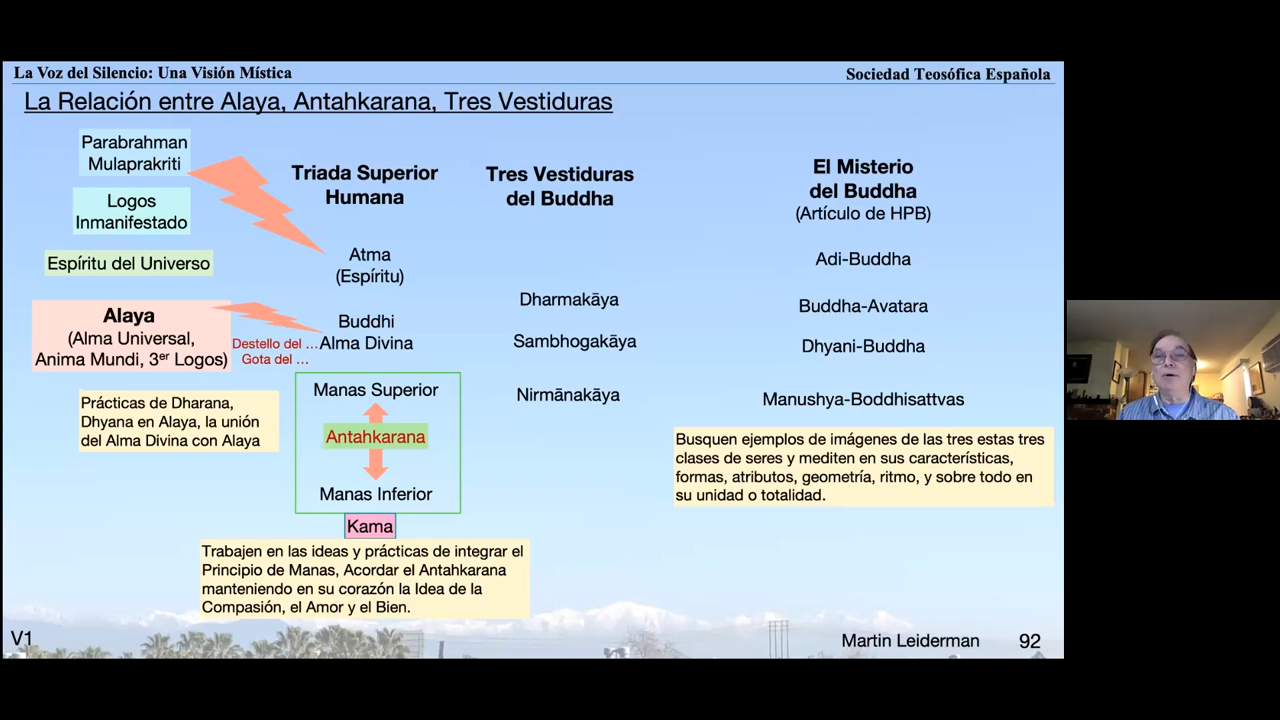 La Voz del Silencio: Una Visión Mística
Sociedad Teosófica Española
La Relación entre Alaya, Antahkarana, Tres Vestiduras
Parabrahman
Mulaprakriti
Logos
Inmanifestado
Espíritu del Universo
Alaya
(Alma Universal,
Anima Mundi, 3er Logos)
Destello del ...
Gota del ...
Prácticas de Dharana,
Dhyana en Alaya, la unión
del Alma Divina con Alaya
Triada Superior
Humana
Atma
(Espíritu)
Buddhi
Alma Divina
Manas Superior
Antahkarana
Manas Inferior
Kama
Trabajen en las ideas y prácticas de integrar el
Principio de Manas, Acordar el Antahkarana
manteniendo en su corazón la Idea de la
Compasión, el Amor y el Bien.
Tres Vestiduras
del Buddha
Dharmakāya
Sambhogakāya
Nirmānakāya
El Misterio
del Buddha
(Artículo de HPB)
Adi-Buddha
Buddha-Avatara
Dhyani-Buddha
Manushya-Boddhisattvas
Busquen ejemplos de imágenes de las tres estas tres
clases de seres y mediten en sus características,
formas, atributos, geometría, ritmo, y sobre todo en
su unidad o totalidad.
V1
Martin Leiderman
92